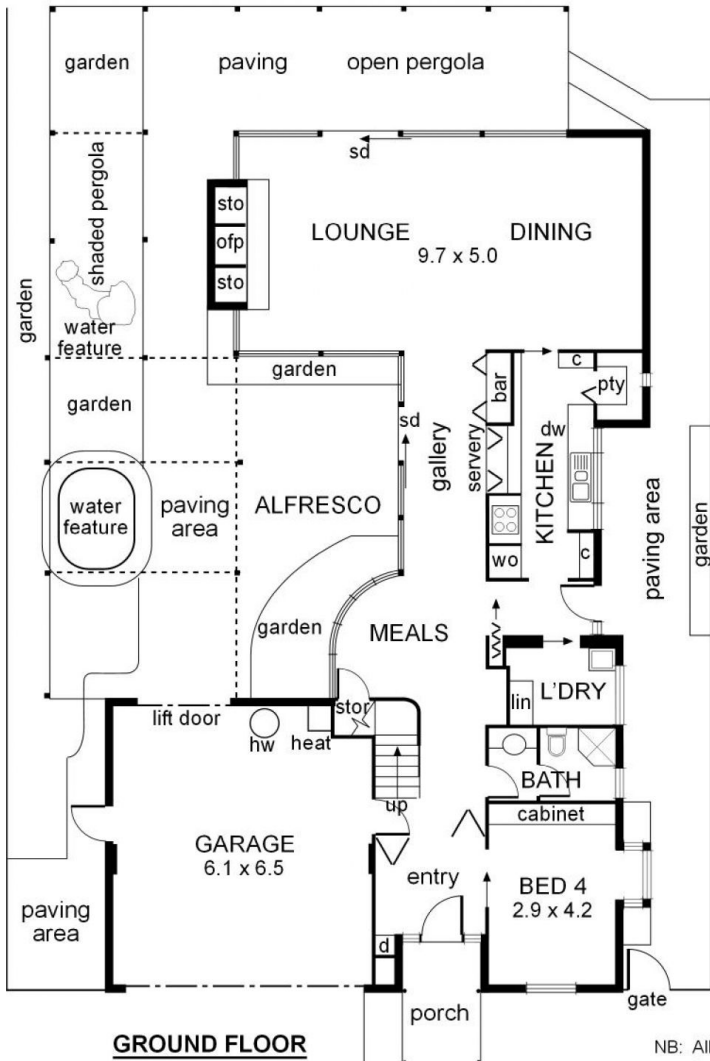 garden
paving
open pergola
sd
shaded pergola
sto
ofp
sto
LOUNGE
DINING
9.7 x 5.0
garden
water
feature
garden
garden
c
pty
bar
sd
gallery
servery
dw
KITCHEN
water
feature
paving
area
ALFRESCO
wo
c
paving area
garden
garden
MEALS
lin
L'DRY
stor
lift door
hw
heat
BATH
up
cabinet
GARAGE
6.1 x 6.5
entry
BED 4
2.9 x 4.2
paving
area
d
porch
gate
GROUND FLOOR
NB: All